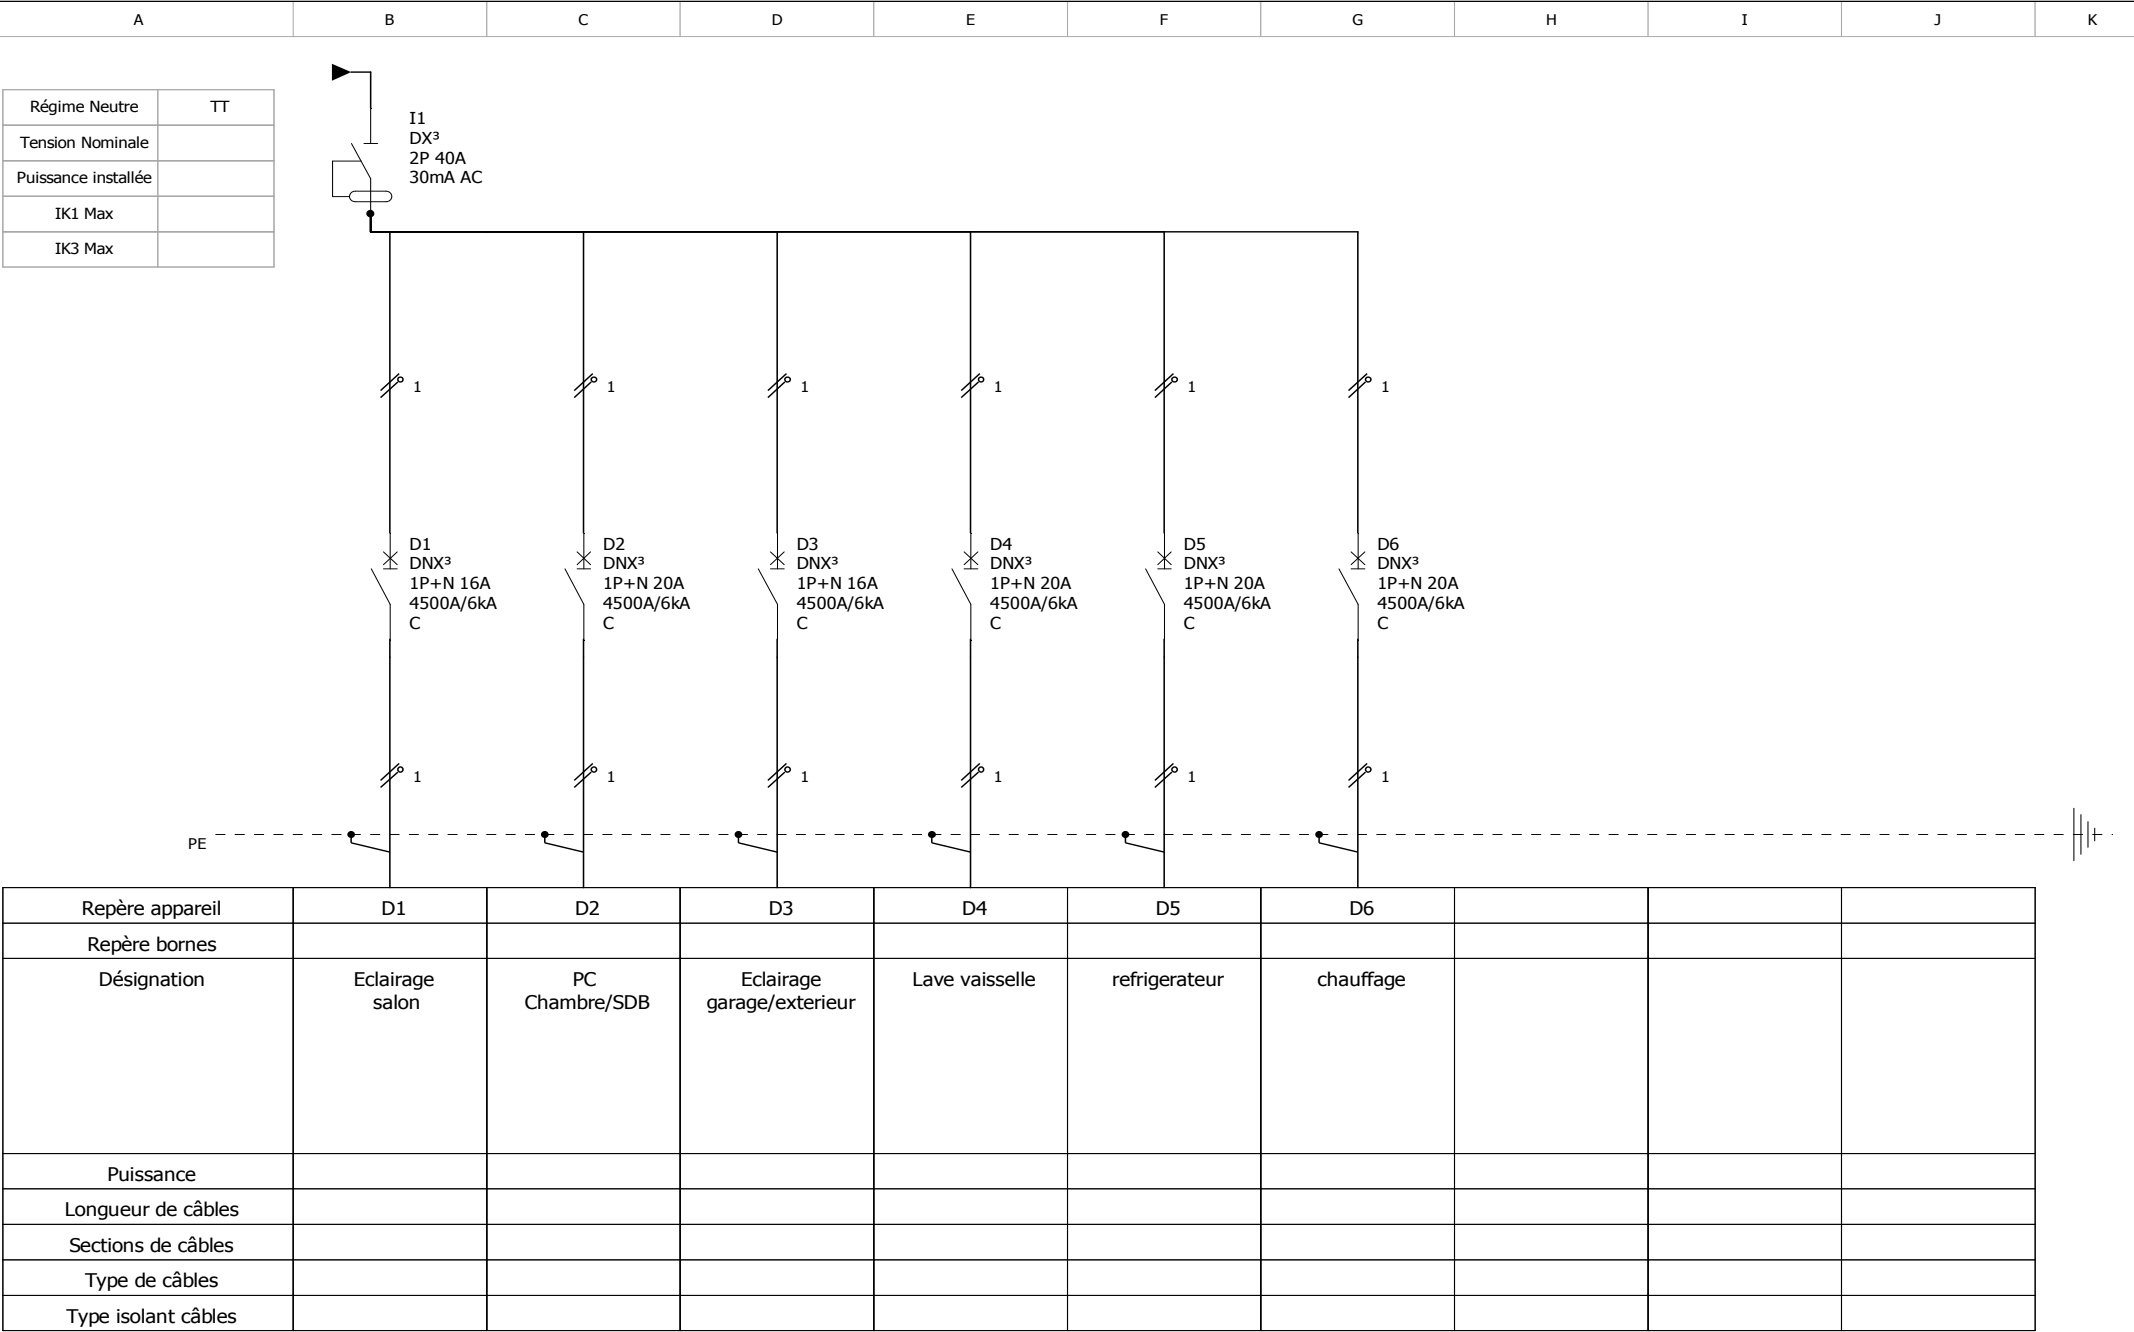 A B C D E F G H I J K
Régime Neutre TT
Tension Nominale
Puissance installée
IK1 Max
IK3 Max
I1
DX³
2P 40A
30mA AC
1 1 1 1 1 1
D1
DNX³
1P+N 16A
4500A/6kA
C
D2
DNX³
1P+N 20A
4500A/6kA
C
D3
DNX³
1P+N 16A
4500A/6kA
C
D4
DNX³
1P+N 20A
4500A/6kA
C
D5
DNX³
1P+N 20A
4500A/6kA
C
D6
DNX³
1P+N 20A
4500A/6kA
C
1 1 1 1 1 1
PE
Repère appareil D1 D2 D3 D4 D5 D6
Repère bornes
Désignation
Eclairage
salon
PC
Chambre/SDB
Eclairage
garage/exterieur
Lave vaisselle
refrigerateur
chauffage
Puissance
Longueur de câbles
Sections de câbles
Type de câbles
Type isolant câbles